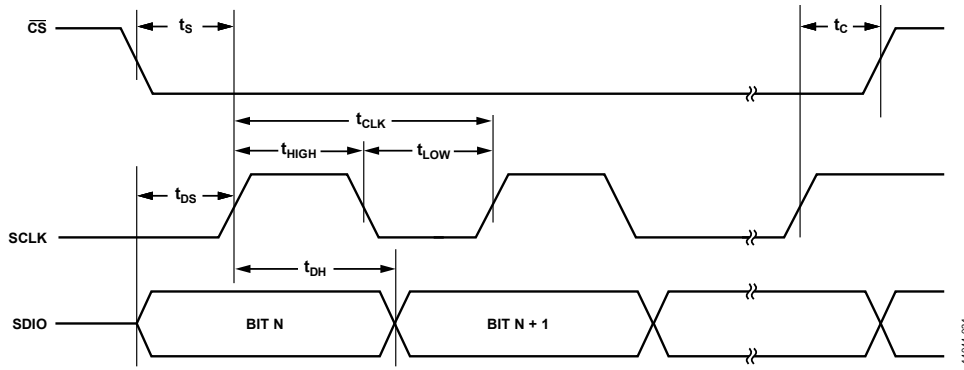 CS
tS
tC
tCLK
tHIGH
tLOW
tDS
SCLK
tDH
SDIO
BIT N
BIT N + 1